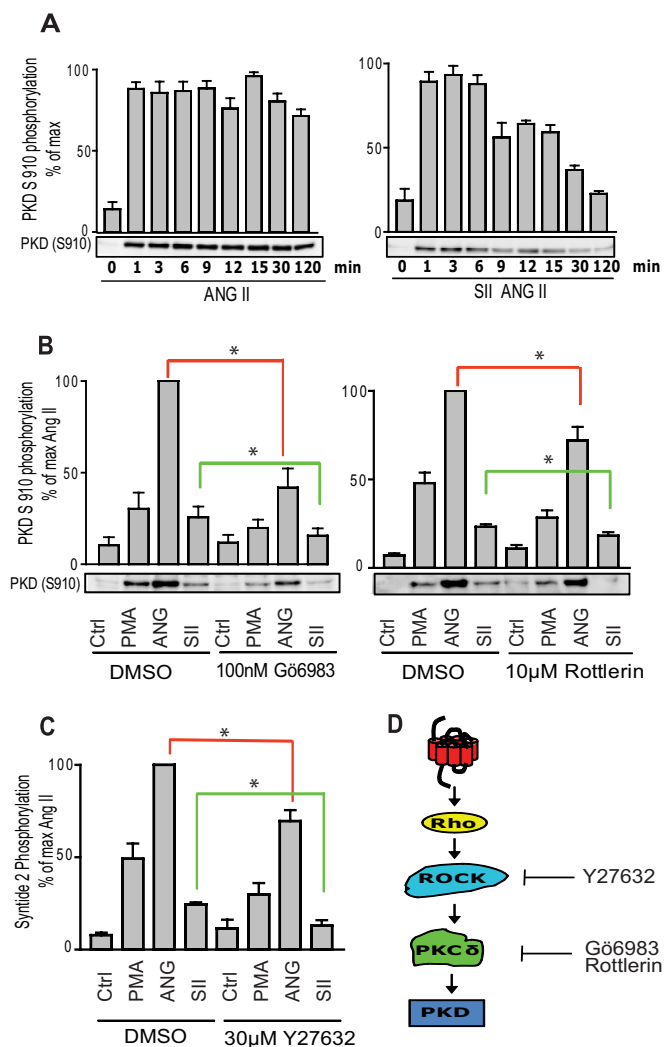 A
PKD S 910 phosphorylation
% of max
100
50
0
PKD (S910)
0 1 3 6 9 12 15 30 120 min
ANG II
100
50
0
0 1 3 6 9 12 15 30 120 min
SII ANG II
B
PKD S 910 phosphorylation
% of max Ang II
100
50
0
*
*
PKD (S910)
Ctrl PMA ANG SII Ctrl PMA ANG SII
DMSO 100nM Gö6983
100
50
0
*
*
Ctrl PMA ANG SII Ctrl PMA ANG SII
DMSO 10µM Rottlerin
C
Syntide 2 Phosphorylation
% of max Ang II
100
50
0
*
*
Ctrl PMA ANG SII Ctrl PMA ANG SII
DMSO 30µM Y27632
D
Rho
ROCK
Y27632
PKC δ
Gö6983
Rottlerin
PKD